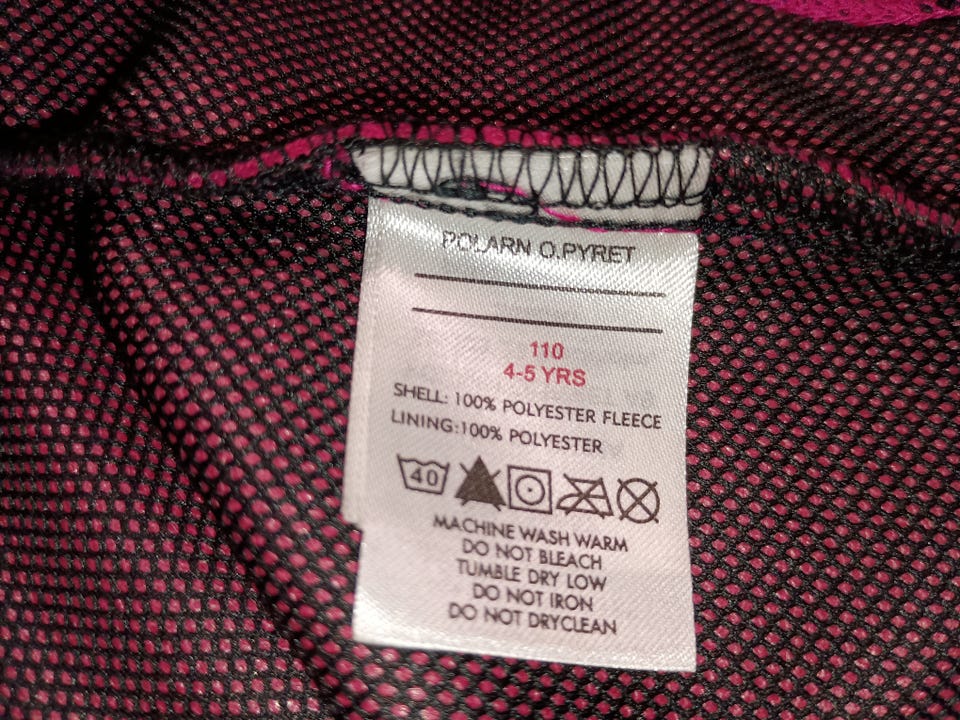 POLARN O.PYRET
110
4-5 YRS
SHELL: 100% POLYESTER FLEECE
LINING:100% POLYESTER
40
MACHINE WASH WARM
DO NOT BLEACH
TUMBLE DRY LOW
DO NOT IRON
DO NOT DRYCLEAN